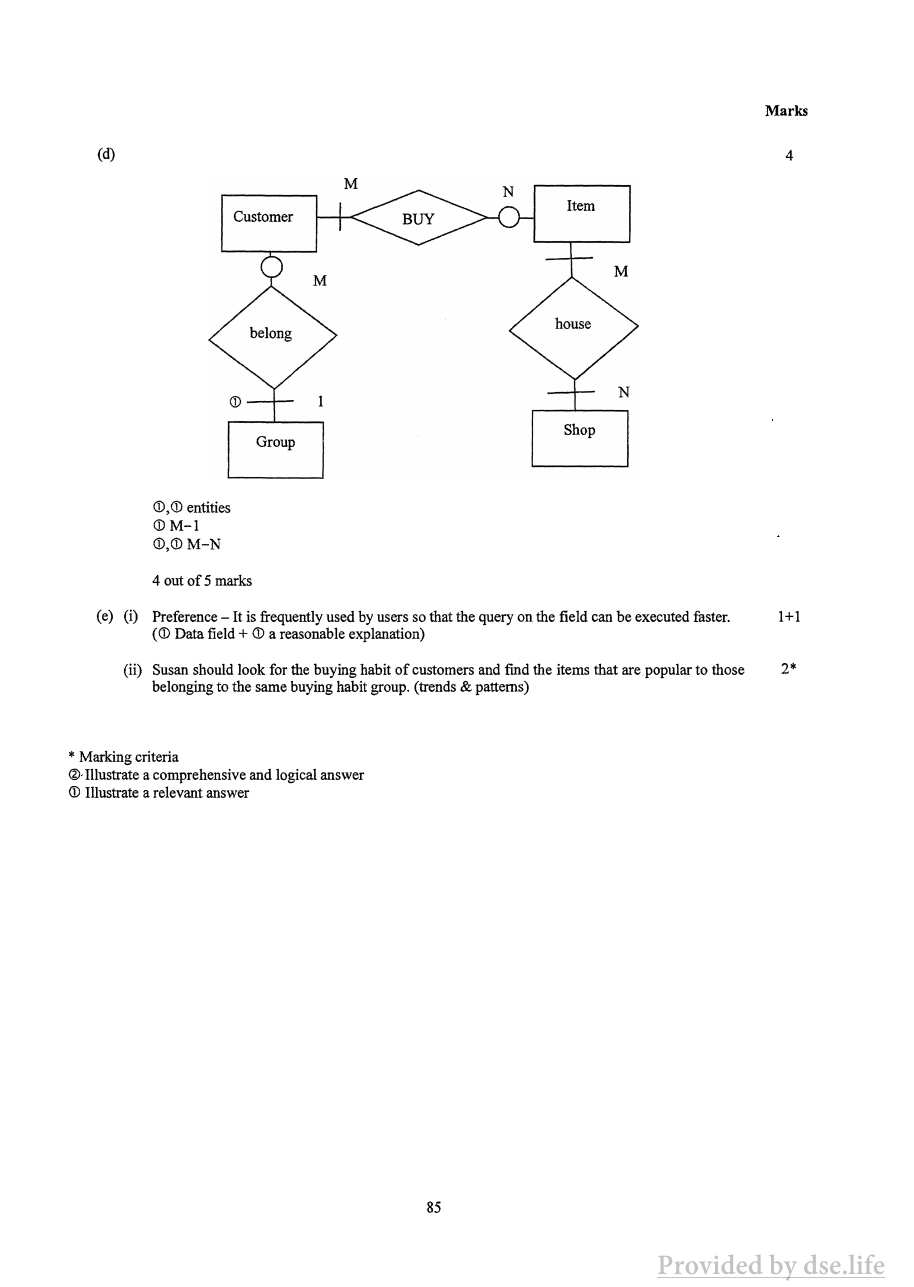 Marks
(d) 4
M
N
Customer BUY Item
M
M
belong house
① 1 N
Group Shop
①,① entities
① M–1
①,① M–N
4 out of 5 marks
(e) (i) Preference – It is frequently used by users so that the query on the field can be executed faster. 1+1
(① Data field + ① a reasonable explanation)
(ii) Susan should look for the buying habit of customers and find the items that are popular to those 2*
belonging to the same buying habit group. (trends & patterns)
* Marking criteria
② Illustrate a comprehensive and logical answer
① Illustrate a relevant answer
85
Provided by dse.life